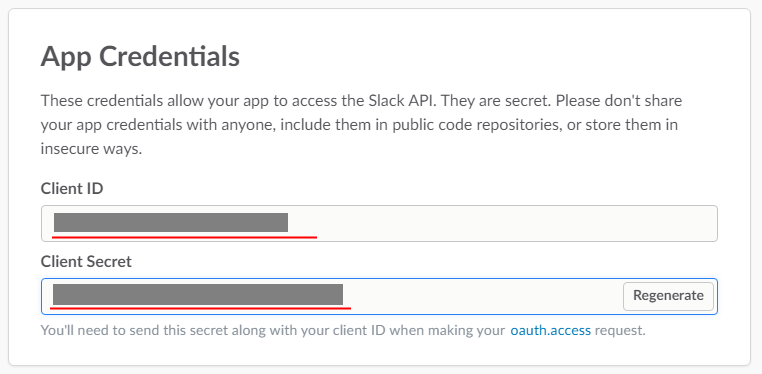 App Credentials
These credentials allow your app to access the Slack API. They are secret. Please don't share
your app credentials with anyone, include them in public code repositories, or store them in
insecure ways.
Client ID
Client Secret
Regenerate
You'll need to send this secret along with your client ID when making your oauth.access request.